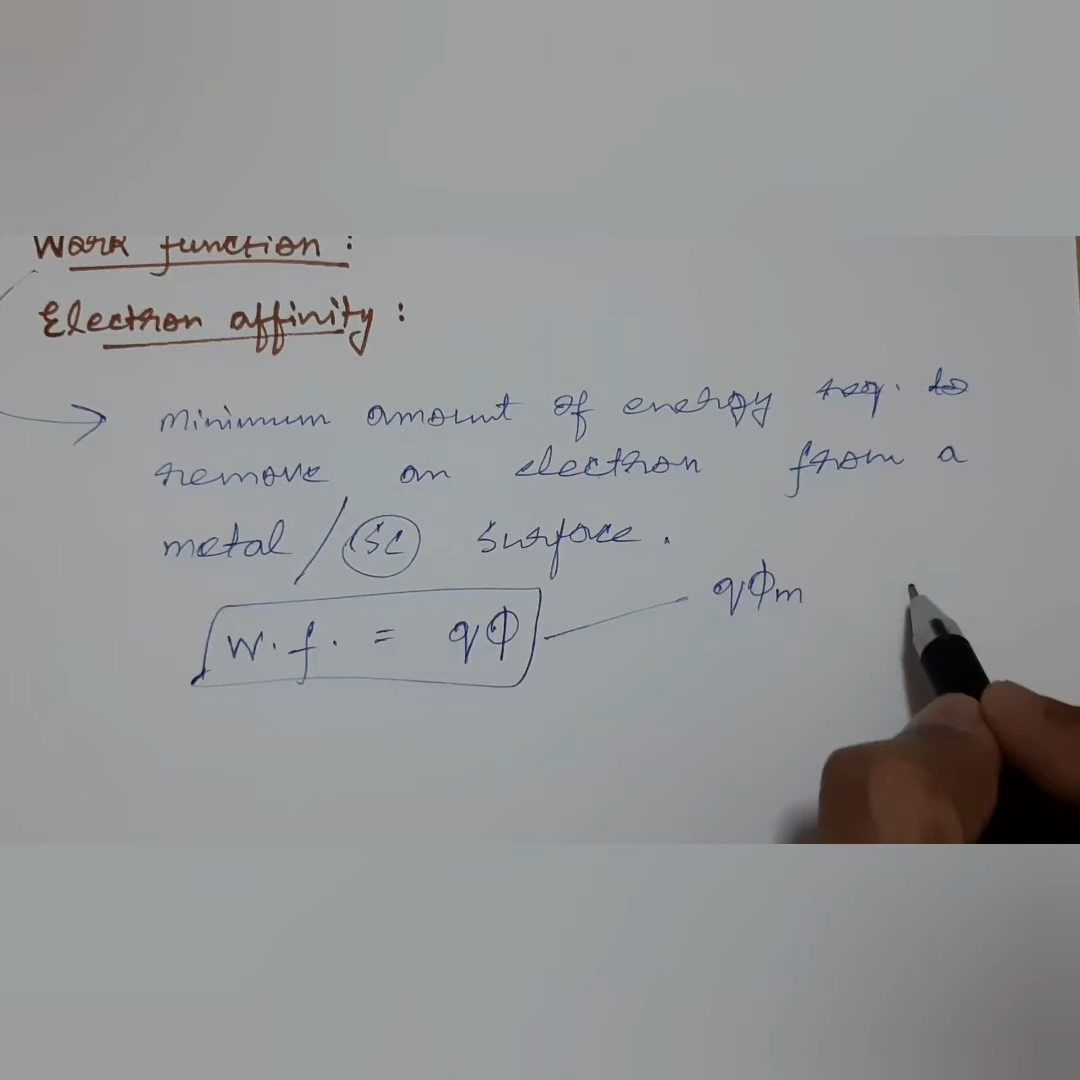 Work function :
Electron affinity :
Minimum amount of energy req. to
remove an electron from a
metal / SC surface.
W.f. = qΦ
qΦm